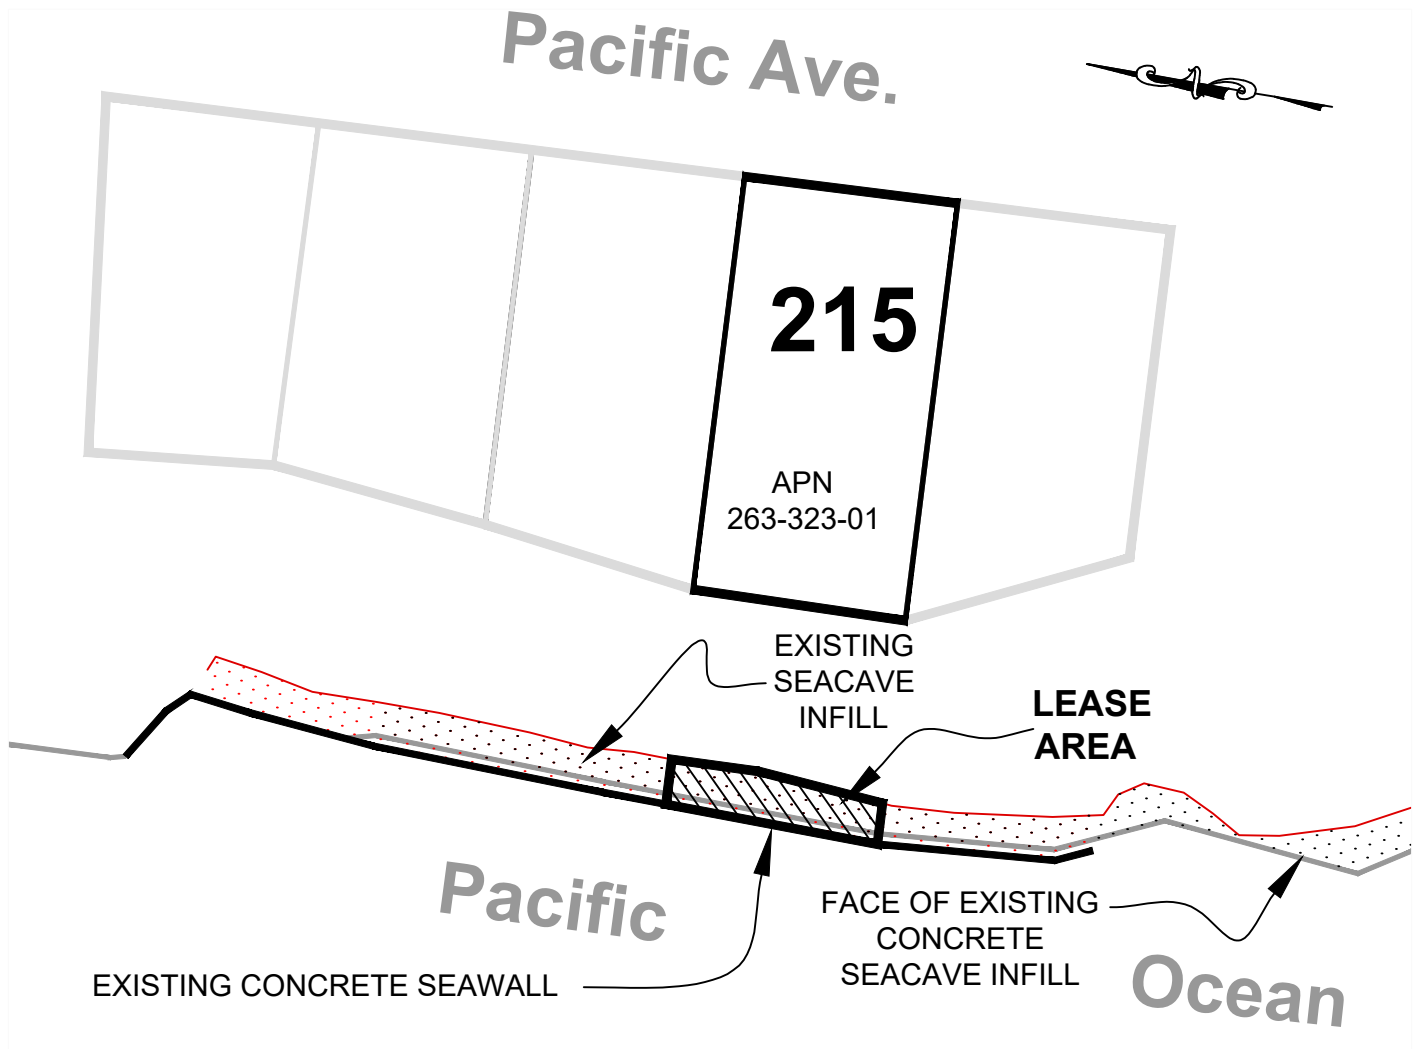 Pacific Ave.
215
APN
263-323-01
EXISTING
SEACAVE
INFILL
LEASE
AREA
Pacific
FACE OF EXISTING
CONCRETE
SEACAVE INFILL
EXISTING CONCRETE SEAWALL
Ocean